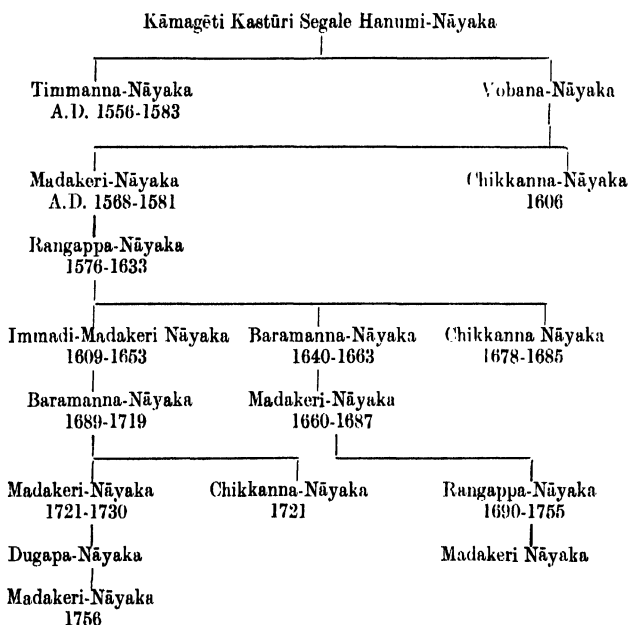 Kāmagēti Kastūri Segale Hanumi-Nāyaka
Timmanna-Nāyaka Vobana-Nāyaka
A.D. 1556-1583
Madakeri-Nāyaka Chikkanna-Nāyaka
A.D. 1568-1581 1606
Rangappa-Nāyaka
1576-1633
Immadi-Madakeri Nāyaka Baramanna-Nāyaka Chikkanna Nāyaka
1609-1653 1640-1663 1678-1685
Baramanna-Nāyaka Madakeri-Nāyaka
1689-1719 1660-1687
Madakeri-Nāyaka Chikkanna-Nāyaka Rangappa-Nāyaka
1721-1730 1721 1690-1755
Dugapa-Nāyaka Madakeri Nāyaka
Madakeri-Nāyaka
1756